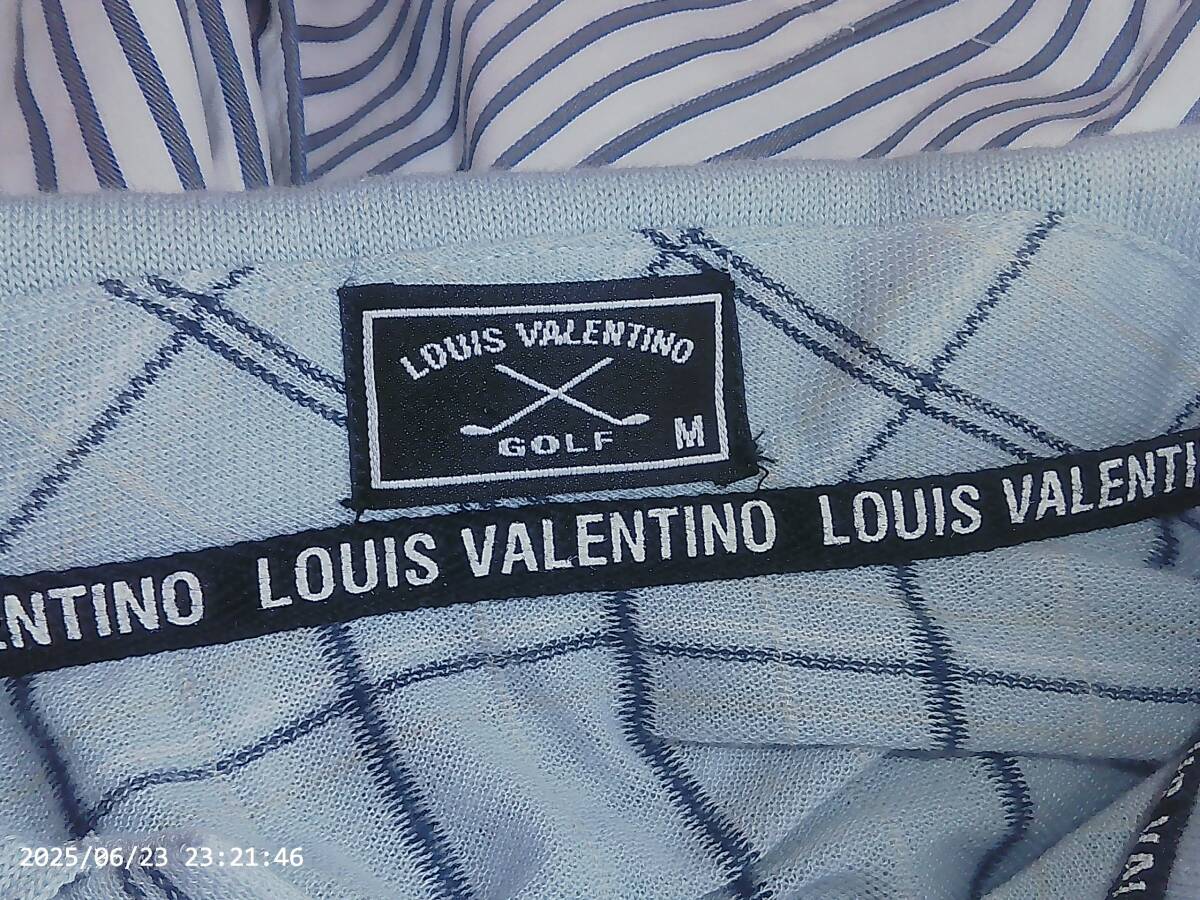 LOUIS VALENTINO
GOLF M
NTINO LOUIS VALENTINO LOUIS VALENTI
2025/06/23 23:21:46